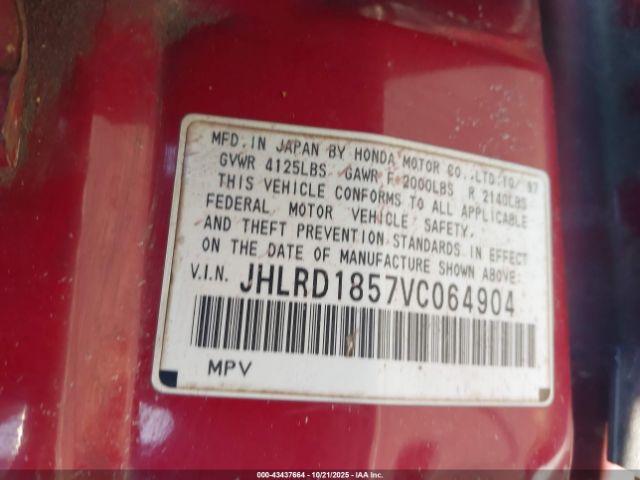 MFD. IN JAPAN BY HONDA MOTOR CO., LTD. 10/ 97
GVWR 4125LBS GAWR F 2000LBS R 2140LBS
THIS VEHICLE CONFORMS TO ALL APPLICABLE
FEDERAL MOTOR VEHICLE SAFETY,
AND THEFT PREVENTION STANDARDS IN EFFECT
ON THE DATE OF MANUFACTURE SHOWN ABOVE:
V.I.N. JHLRD1857VC064904
MPV
000-43437664 - 10/21/2025 - IAAI.COM